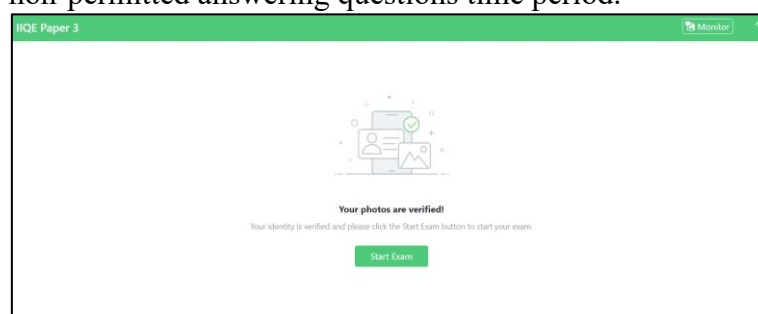 non-permitted answering questions time period.
IIQE Paper 3
Monitor
Your photos are verified!
Your identity is verified and please click the Start Exam button to start your exam.
Start Exam